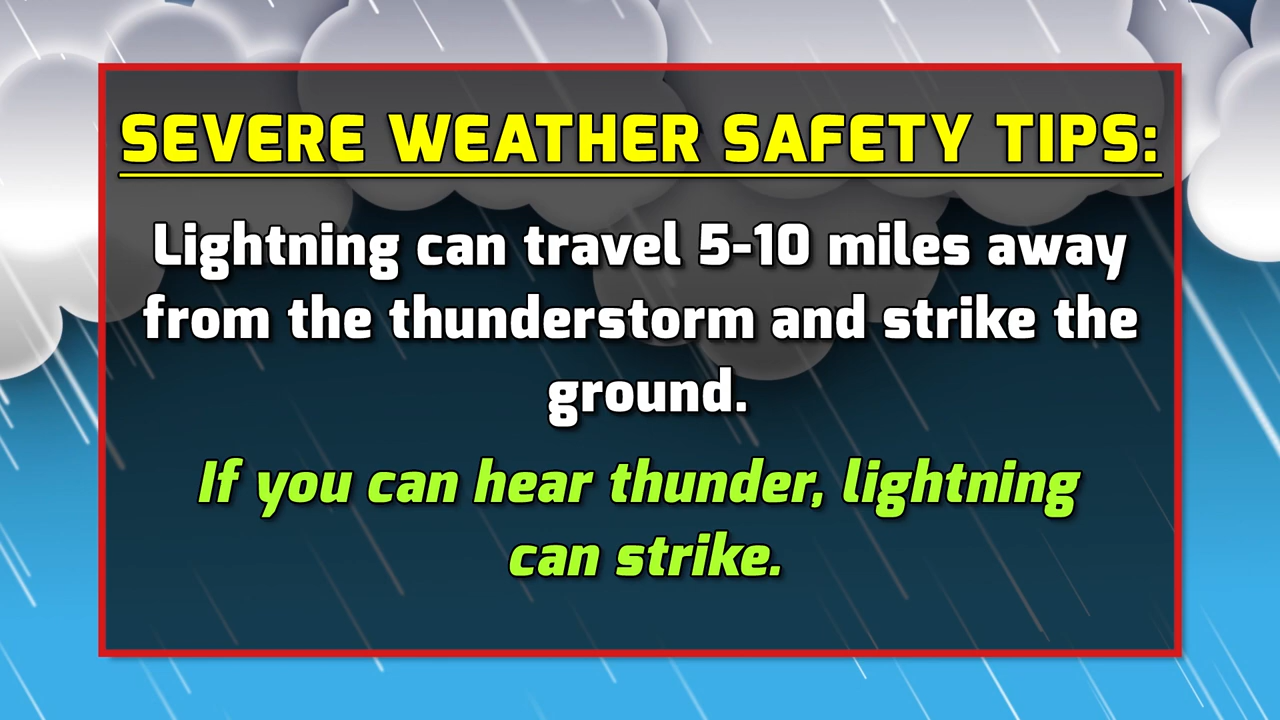 SEVERE WEATHER SAFETY TIPS:
Lightning can travel 5-10 miles away
from the thunderstorm and strike the
ground.
If you can hear thunder, lightning
can strike.